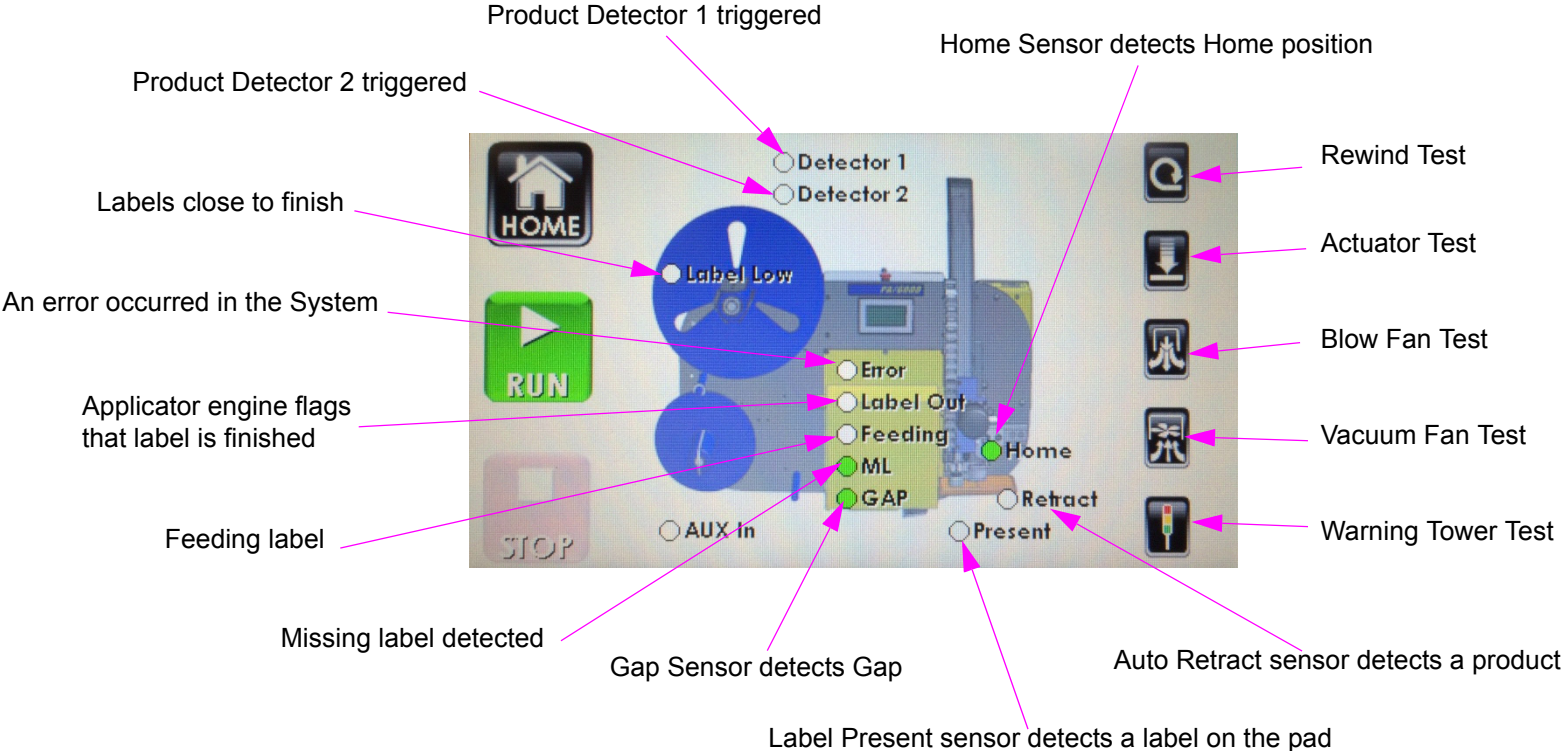 Product Detector 1 triggered
Home Sensor detects Home position
Product Detector 2 triggered
Labels close to finish
An error occurred in the System
Applicator engine flags
that label is finished
Feeding label
Missing label detected
Gap Sensor detects Gap
Label Present sensor detects a label on the pad
Auto Retract sensor detects a product
Rewind Test
Actuator Test
Blow Fan Test
Vacuum Fan Test
Warning Tower Test
HOME
RUN
STOP
Detector 1
Detector 2
Label Low
PA/6000
Error
Label Out
Feeding
ML
GAP
Home
Retract
Present
AUX In